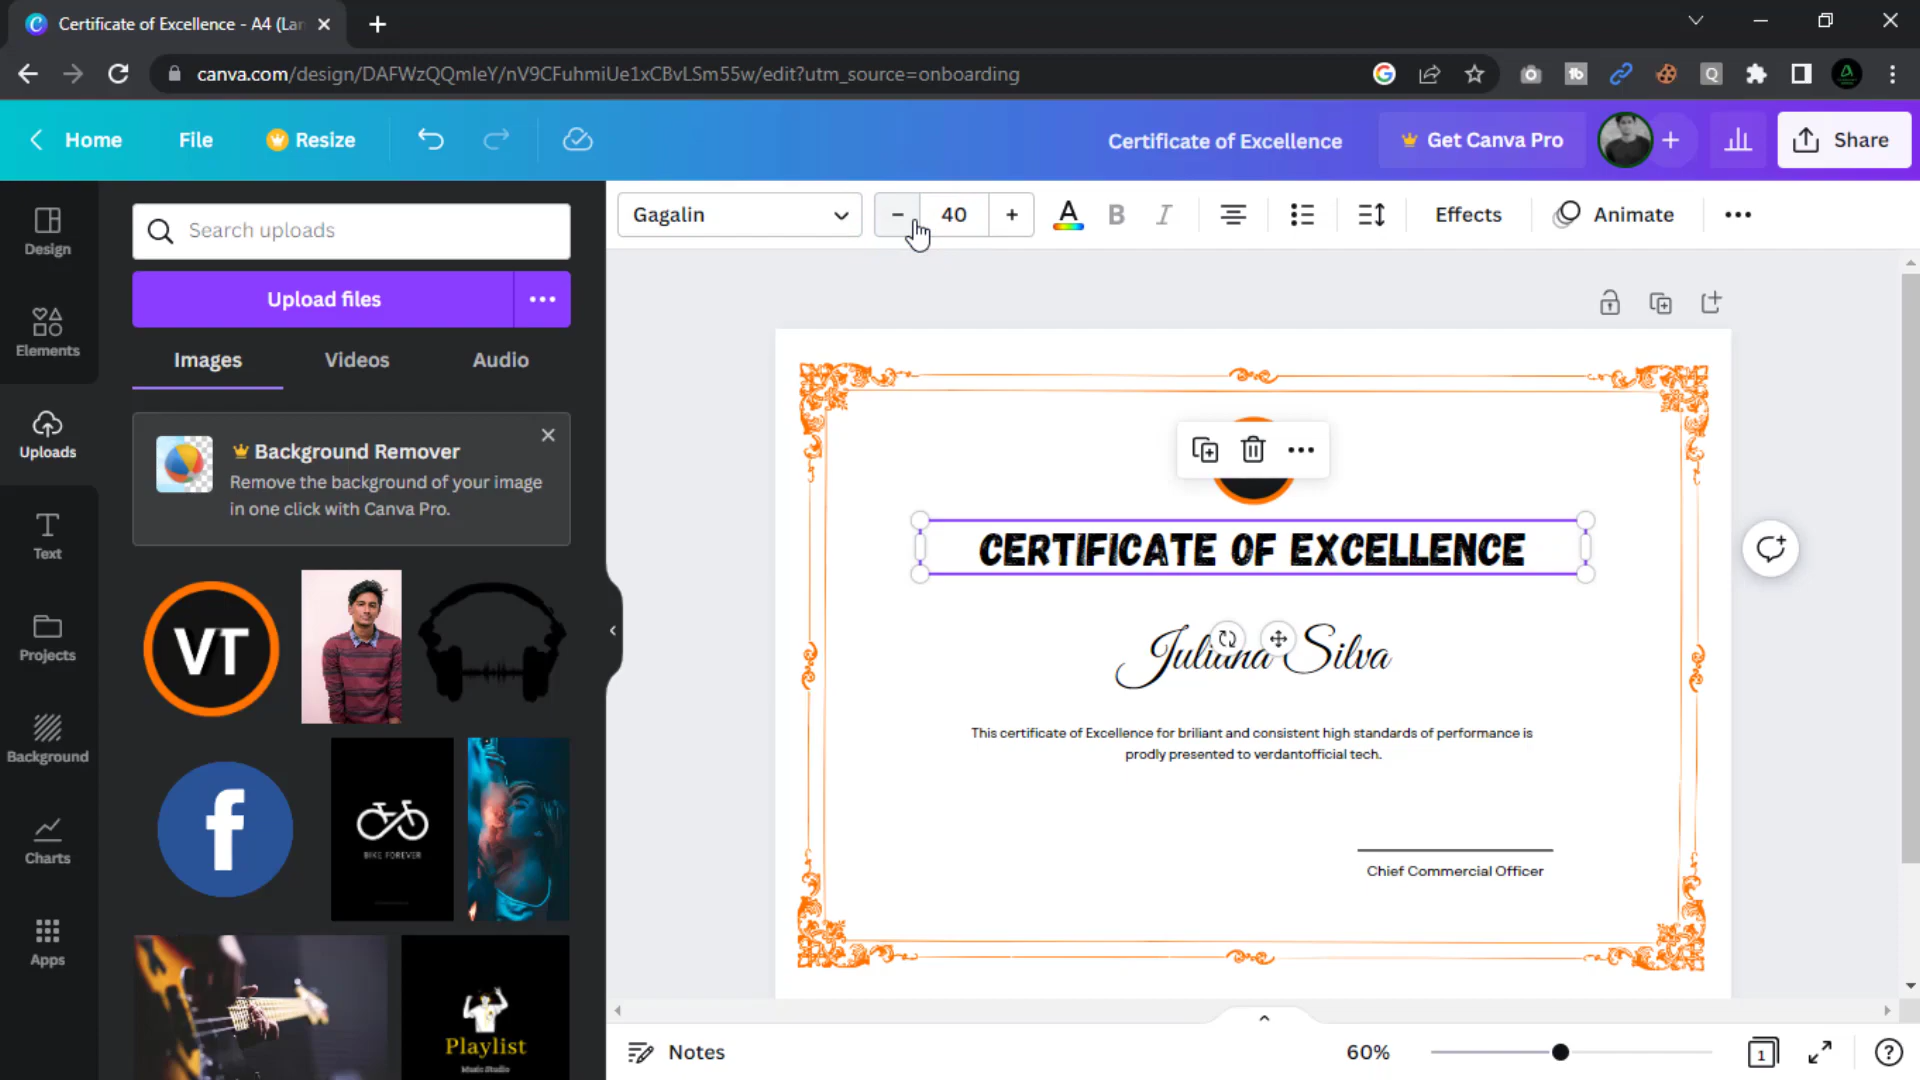 Certificate of Excellence - A4 (Lan
canva.com/design/DAFWzQQmIeY/nV9CFuhmiUe1xCBvLSm55w/edit?utm_source=onboarding
Home
File
Resize
Certificate of Excellence
Get Canva Pro
Share
Design
Elements
Uploads
Text
Projects
Background
Charts
Apps
Search uploads
Upload files
Images
Videos
Audio
Background Remover
Remove the background of your image
in one click with Canva Pro.
VT
f
BIKE FOREVER
Playlist
Music Studio
Gagalin
40
A
B
I
Effects
Animate
CERTIFICATE OF EXCELLENCE
Juliana Silva
This certificate of Excellence for briliant and consistent high standards of performance is
prodly presented to verdantofficial tech.
Chief Commercial Officer
Notes
60%
1